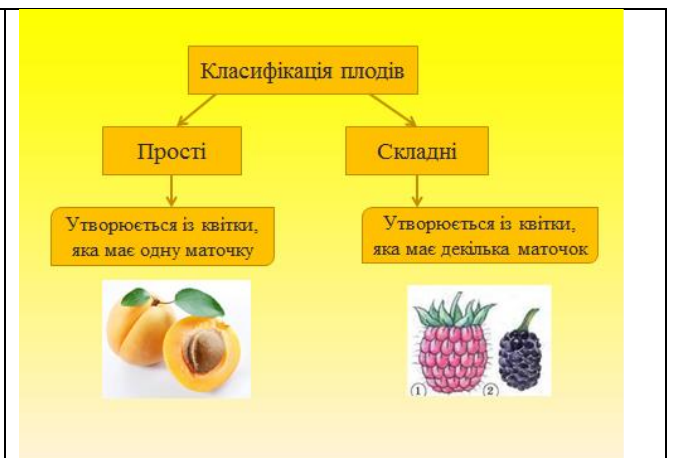 Класифікація плодів
Прості
Складні
Утворюється із квітки,
яка має одну маточку
Утворюється із квітки,
яка має декілька маточок
1
2